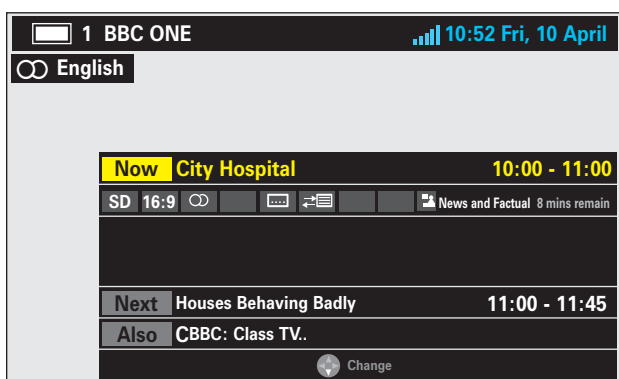 1 BBC ONE 10:52 Fri, 10 April
English
Now City Hospital 10:00 - 11:00
SD 16:9 News and Factual 8 mins remain
Next Houses Behaving Badly 11:00 - 11:45
Also CBBC: Class TV..
Change